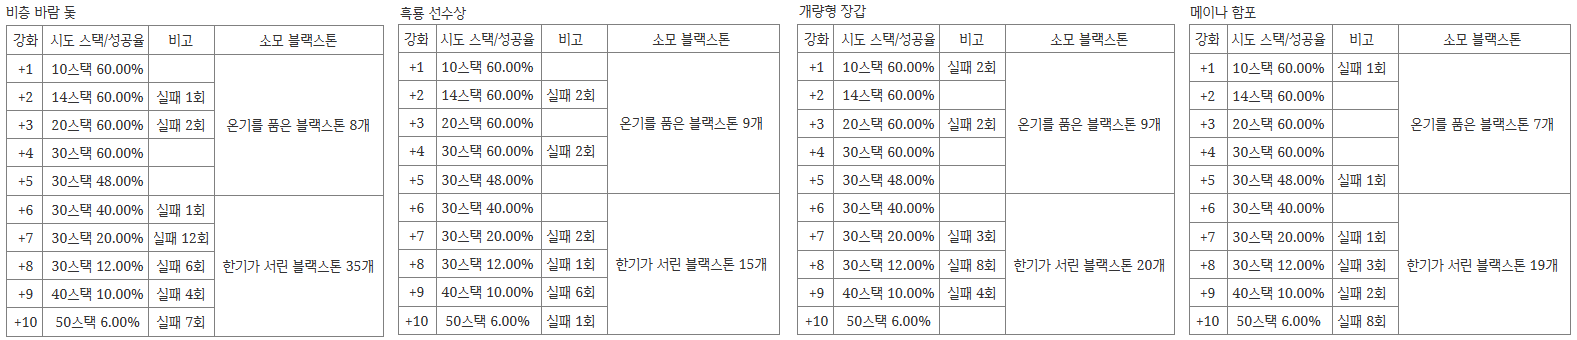 비층 바람 돛
강화 시도 스택/성공율 비고 소모 블랙스톤
+1 10스택 60.00%
+2 14스택 60.00% 실패 1회
+3 20스택 60.00% 실패 2회 온기를 품은 블랙스톤 8개
+4 30스택 60.00%
+5 30스택 48.00%
+6 30스택 40.00% 실패 1회
+7 30스택 20.00% 실패 12회
+8 30스택 12.00% 실패 6회 한기가 서린 블랙스톤 35개
+9 40스택 10.00% 실패 4회
+10 50스택 6.00% 실패 7회
흑룡 선수상
강화 시도 스택/성공율 비고 소모 블랙스톤
+1 10스택 60.00%
+2 14스택 60.00% 실패 2회
+3 20스택 60.00% 온기를 품은 블랙스톤 9개
+4 30스택 60.00% 실패 2회
+5 30스택 48.00%
+6 30스택 40.00%
+7 30스택 20.00% 실패 2회
+8 30스택 12.00% 실패 1회 한기가 서린 블랙스톤 15개
+9 40스택 10.00% 실패 6회
+10 50스택 6.00% 실패 1회
개량형 장갑
강화 시도 스택/성공율 비고 소모 블랙스톤
+1 10스택 60.00% 실패 2회
+2 14스택 60.00%
+3 20스택 60.00% 실패 2회 온기를 품은 블랙스톤 9개
+4 30스택 60.00%
+5 30스택 48.00%
+6 30스택 40.00%
+7 30스택 20.00% 실패 3회
+8 30스택 12.00% 실패 8회 한기가 서린 블랙스톤 20개
+9 40스택 10.00% 실패 4회
+10 50스택 6.00%
메이나 함포
강화 시도 스택/성공율 비고 소모 블랙스톤
+1 10스택 60.00% 실패 1회
+2 14스택 60.00%
+3 20스택 60.00% 온기를 품은 블랙스톤 7개
+4 30스택 60.00%
+5 30스택 48.00% 실패 1회
+6 30스택 40.00%
+7 30스택 20.00% 실패 1회
+8 30스택 12.00% 실패 3회 한기가 서린 블랙스톤 19개
+9 40스택 10.00% 실패 2회
+10 50스택 6.00% 실패 8회